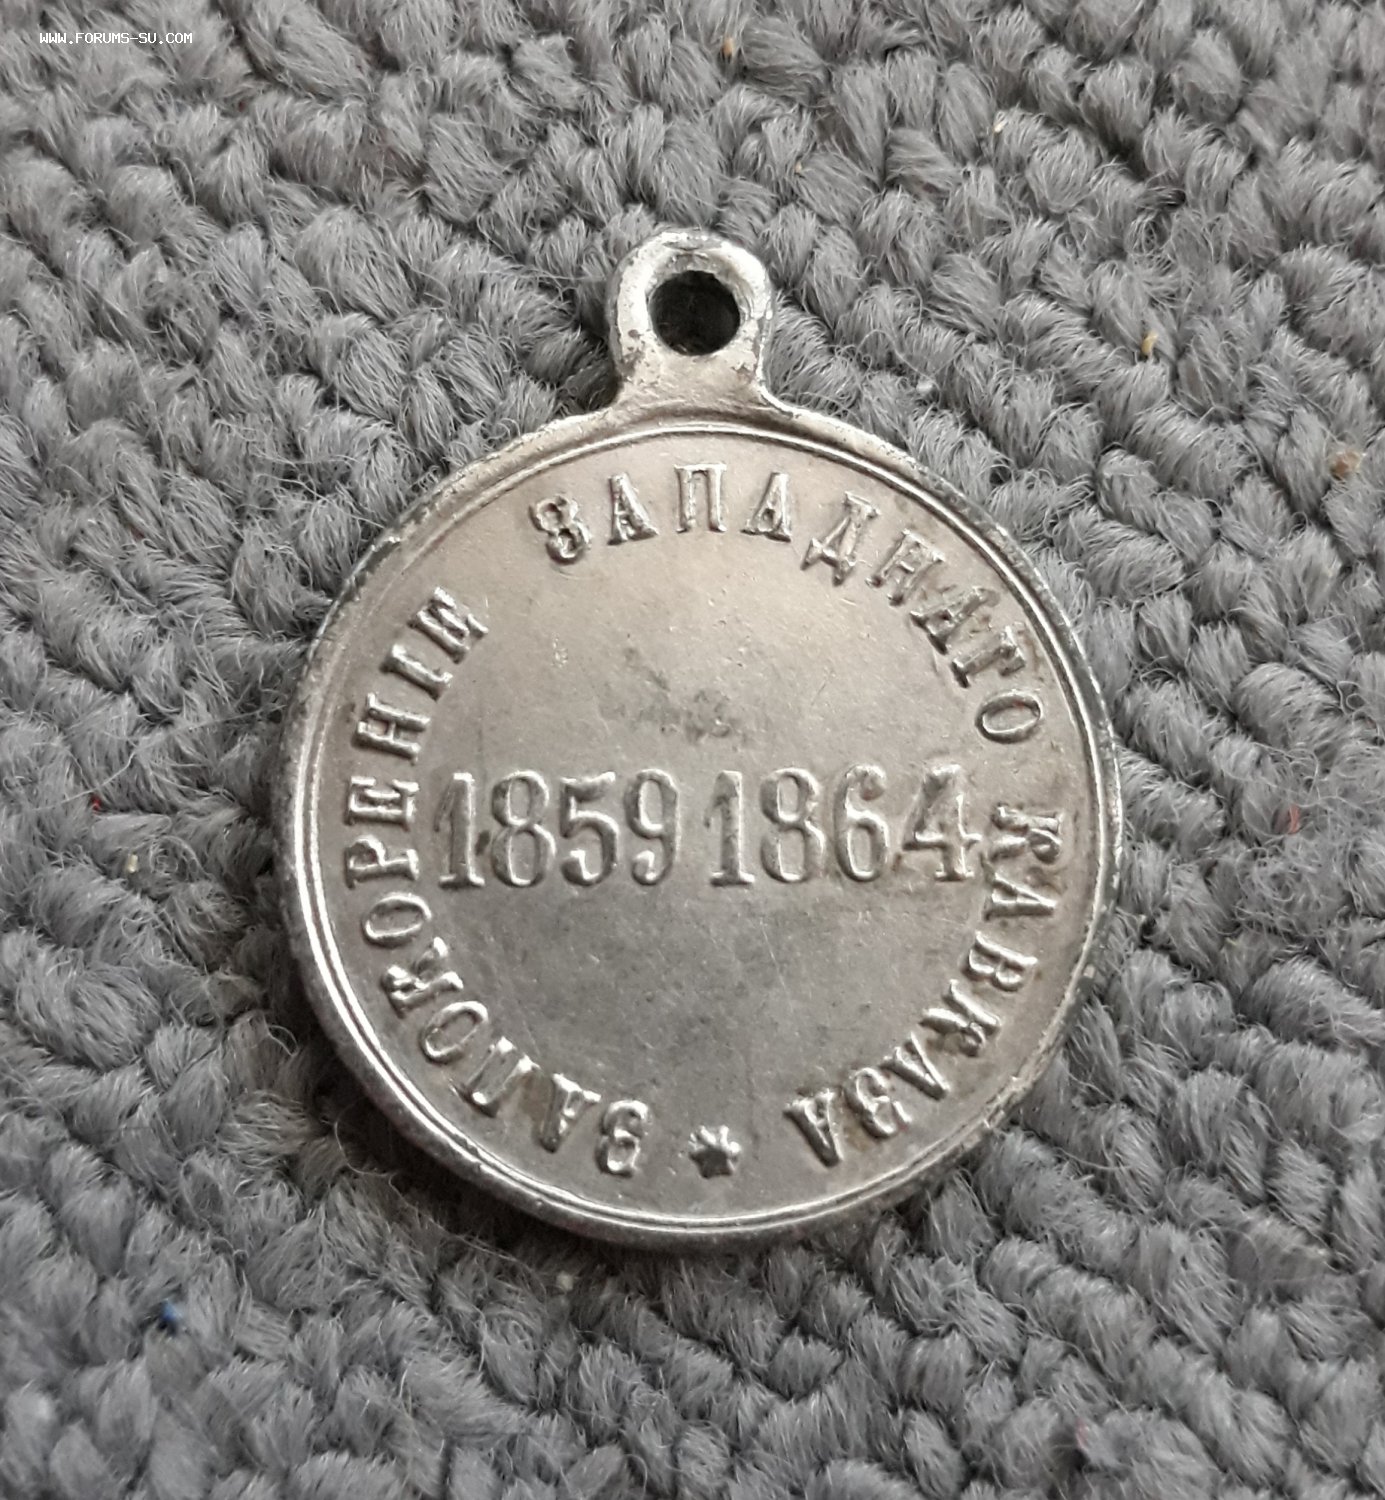 WWW.FORUMS-SU.COM
ЗА ПОКОРЕНІЕ ЗАПАДНАГО КАВКАЗА
1859 1864